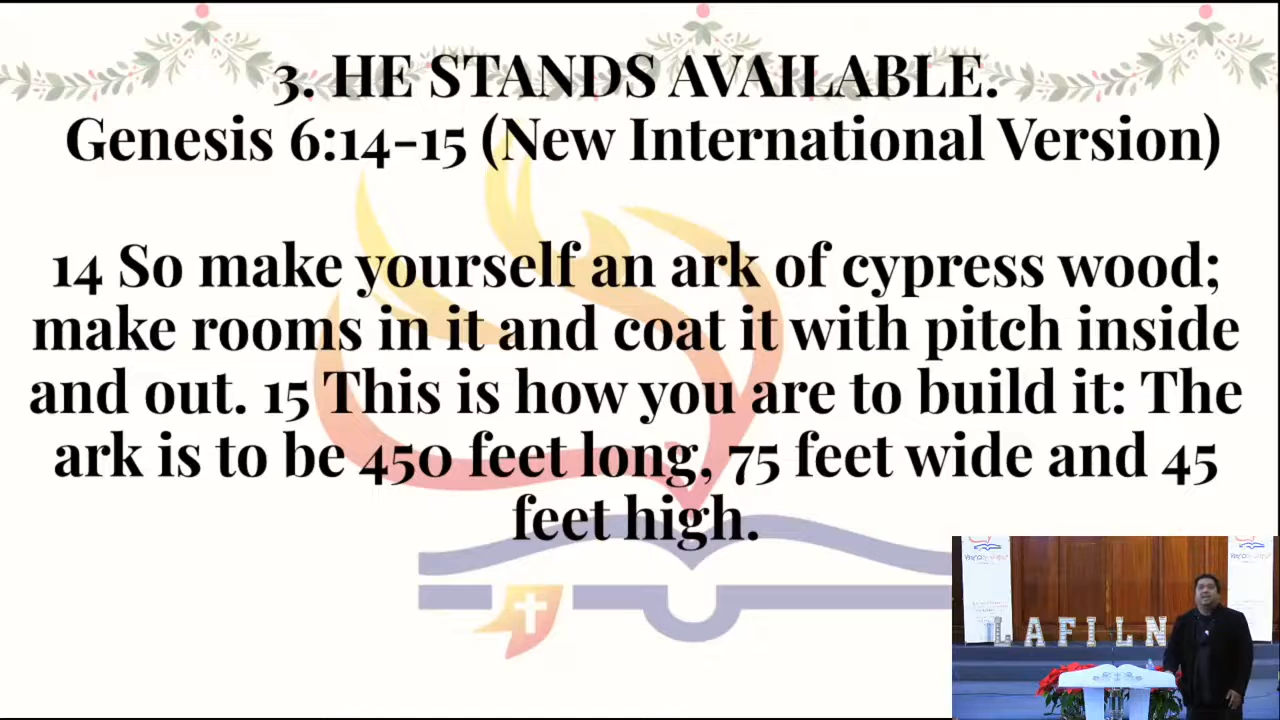 3. HE STANDS AVAILABLE.
Genesis 6:14-15 (New International Version)
14 So make yourself an ark of cypress wood;
make rooms in it and coat it with pitch inside
and out. 15 This is how you are to build it: The
ark is to be 450 feet long, 75 feet wide and 45
feet high.
LAFILN